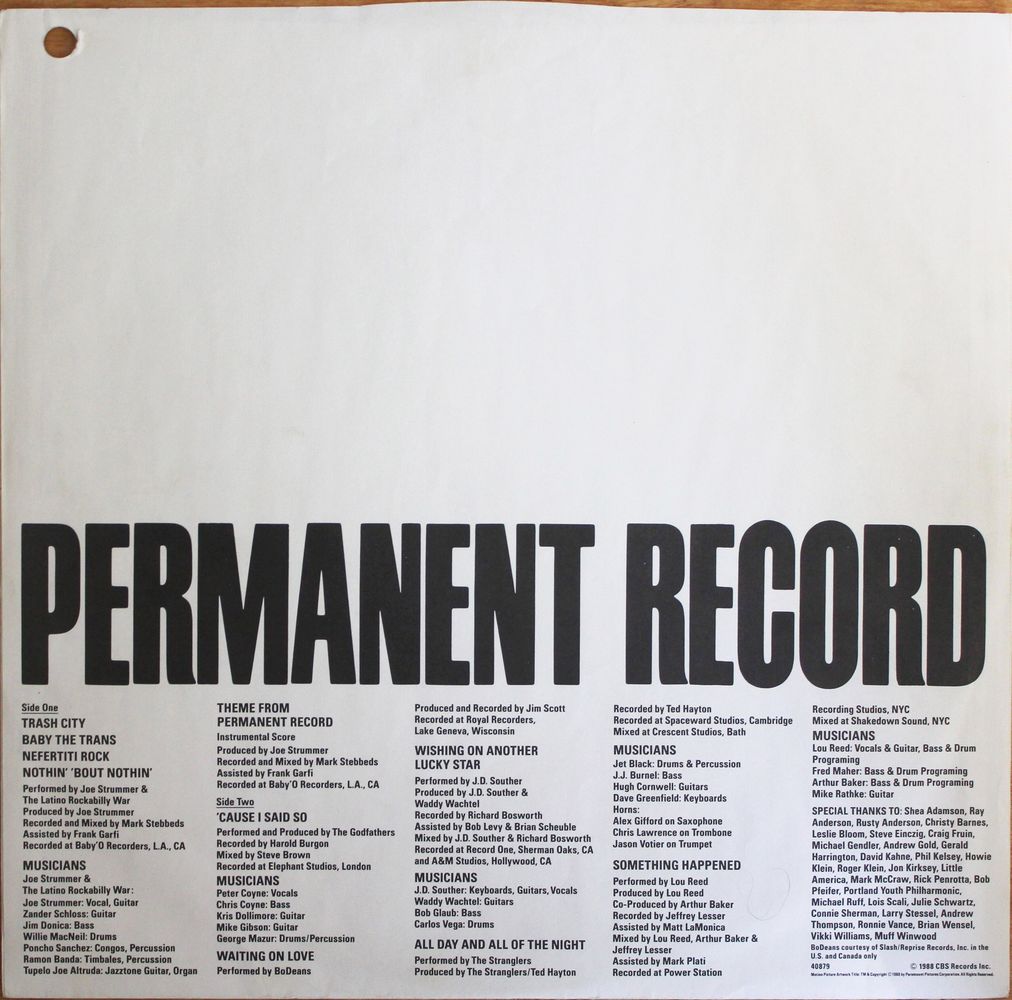 PERMANENT RECORD
Side One
TRASH CITY
BABY THE TRANS
NEFERTITI ROCK
NOTHIN' 'BOUT NOTHIN'
Performed by Joe Strummer &
The Latino Rockabilly War
Produced by Joe Strummer
Recorded and Mixed by Mark Stebbeds
Assisted by Frank Garfi
Recorded at Baby'O Recorders, L.A., CA
MUSICIANS
Joe Strummer &
The Latino Rockabilly War:
Joe Strummer: Vocal, Guitar
Zander Schloss: Guitar
Jim Donica: Bass
Willie MacNeil: Drums
Poncho Sanchez: Congos, Percussion
Ramon Banda: Timbales, Percussion
Tupelo Joe Altruda: Jazztone Guitar, Organ
THEME FROM
PERMANENT RECORD
Instrumental Score
Produced by Joe Strummer
Recorded and Mixed by Mark Stebbeds
Assisted by Frank Garfi
Recorded at Baby'O Recorders, L.A., CA
Side Two
'CAUSE I SAID SO
Performed and Produced by The Godfathers
Recorded by Harold Burgon
Mixed by Steve Brown
Recorded at Elephant Studios, London
MUSICIANS
Peter Coyne: Vocals
Chris Coyne: Bass
Kris Dollimore: Guitar
Mike Gibson: Guitar
George Mazur: Drums/Percussion
WAITING ON LOVE
Performed by BoDeans
Produced and Recorded by Jim Scott
Recorded at Royal Recorders,
Lake Geneva, Wisconsin
WISHING ON ANOTHER
LUCKY STAR
Performed by J.D. Souther
Produced by J.D. Souther &
Waddy Wachtel
Recorded by Richard Bosworth
Assisted by Bob Levy & Brian Scheuble
Mixed by J.D. Souther & Richard Bosworth
Recorded at Record One, Sherman Oaks, CA
and A&M Studios, Hollywood, CA
MUSICIANS
J.D. Souther: Keyboards, Guitars, Vocals
Waddy Wachtel: Guitars
Bob Glaub: Bass
Carlos Vega: Drums
ALL DAY AND ALL OF THE NIGHT
Performed by The Stranglers
Produced by The Stranglers/Ted Hayton
Recorded by Ted Hayton
Recorded at Spaceward Studios, Cambridge
Mixed at Crescent Studios, Bath
MUSICIANS
Jet Black: Drums & Percussion
J.J. Burnel: Bass
Hugh Cornwell: Guitars
Dave Greenfield: Keyboards
Horns:
Alex Gifford on Saxophone
Chris Lawrence on Trombone
Jason Votier on Trumpet
SOMETHING HAPPENED
Performed by Lou Reed
Produced by Lou Reed
Co-Produced by Arthur Baker
Recorded by Jeffrey Lesser
Assisted by Matt LaMonica
Mixed by Lou Reed, Arthur Baker &
Jeffrey Lesser
Assisted by Mark Plati
Recorded at Power Station
Recording Studios, NYC
Mixed at Shakedown Sound, NYC
MUSICIANS
Lou Reed: Vocals & Guitar, Bass & Drum
Programing
Fred Maher: Bass & Drum Programing
Arthur Baker: Bass & Drum Programing
Mike Rathke: Guitar
SPECIAL THANKS TO: Shea Adamson, Ray
Anderson, Rusty Anderson, Christy Barnes,
Leslie Bloom, Steve Einczig, Craig Fruin,
Michael Gendler, Andrew Gold, Gerald
Harrington, David Kahne, Phil Kelsey, Howie
Klein, Roger Klein, Jon Kirksey, Little
America, Mark McCraw, Rick Penrotta, Bob
Pfeifer, Portland Youth Philharmonic,
Michael Ruff, Lois Scali, Julie Schwartz,
Connie Sherman, Larry Stessel, Andrew
Thompson, Ronnie Vance, Brian Wensel,
Vikki Williams, Muff Winwood
BoDeans courtesy of Slash/Reprise Records, Inc. in the
U.S. and Canada only
40879 © 1988 CBS Records Inc.
Motion Picture Artwork Title TM & Copyright © 1988 by Paramount Pictures Corporation. All Rights Reserved.